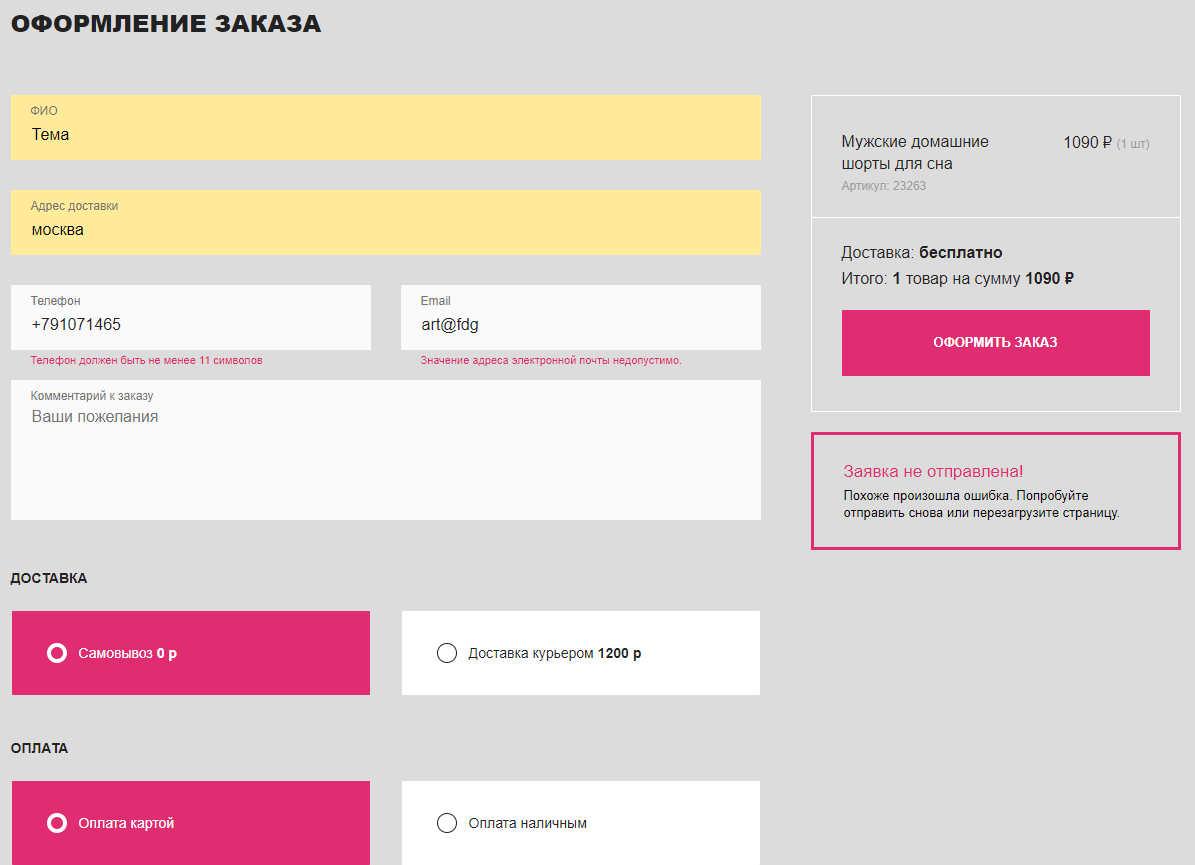 ОФОРМЛЕНИЕ ЗАКАЗА
ФИО
Тема
Адрес доставки
москва
Телефон
+791071465
Телефон должен быть не менее 11 символов
Email
art@fdg
Значение адреса электронной почты недопустимо.
Комментарий к заказу
Ваши пожелания
ДОСТАВКА
Самовывоз 0 р
Доставка курьером 1200 р
ОПЛАТА
Оплата картой
Оплата наличным
Мужские домашние
шорты для сна
1090 ₽ (1 шт)
Артикул: 23263
Доставка: бесплатно
Итого: 1 товар на сумму 1090 ₽
ОФОРМИТЬ ЗАКАЗ
Заявка не отправлена!
Похоже произошла ошибка. Попробуйте
отправить снова или перезагрузите страницу.